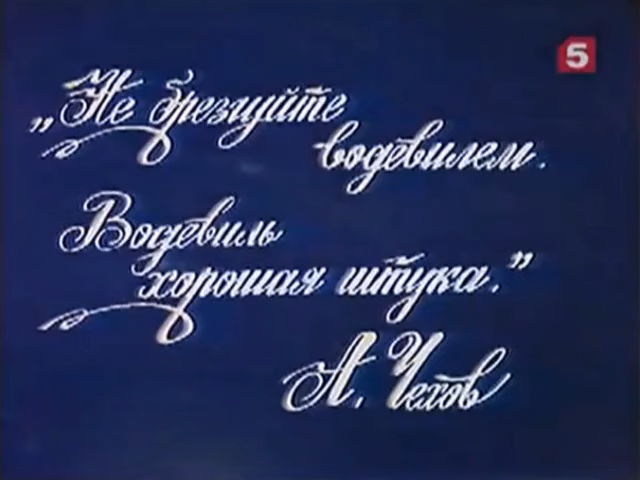 5
„Не брезгуйте
водевилем.
Водевиль
хорошая штука.”
А. Чехов